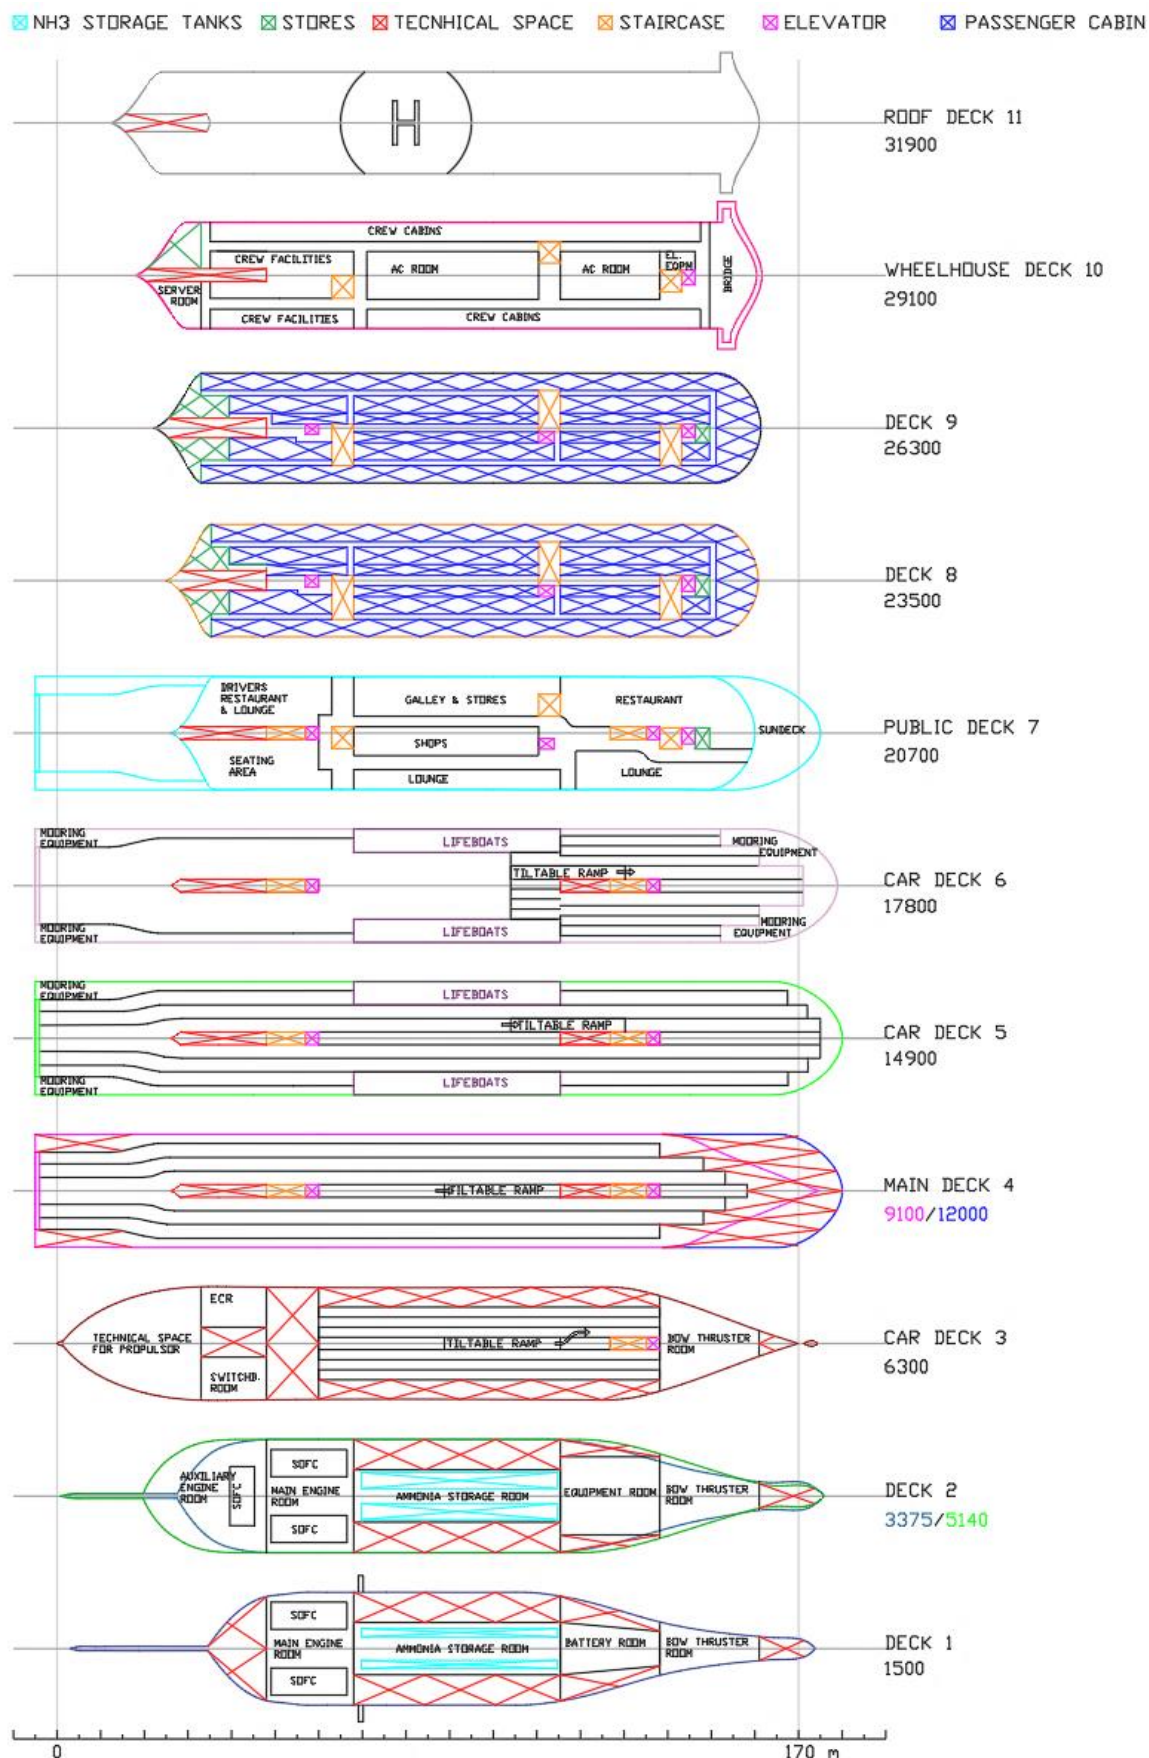 NH3 STORAGE TANKS STORES TECNHICAL SPACE STAIRCASE ELEVATOR PASSENGER CABIN
H
ROOF DECK 11
31900
CREW CABINS
CREW FACILITIES
AC ROOM
AC ROOM
EL.
EQPM
SERVER
ROOM
CREW FACILITIES
CREW CABINS
BRIDGE
WHEELHOUSE DECK 10
29100
DECK 9
26300
DECK 8
23500
DRIVERS
RESTAURANT
& LOUNGE
GALLEY & STORES
RESTAURANT
SEATING
AREA
SHOPS
LOUNGE
LOUNGE
SUNDECK
PUBLIC DECK 7
20700
MOORING
EQUIPMENT
LIFEBOATS
MOORING
EQUIPMENT
TILTABLE RAMP
MOORING
EQUIPMENT
LIFEBOATS
MOORING
EQUIPMENT
CAR DECK 6
17800
MOORING
EQUIPMENT
LIFEBOATS
TILTABLE RAMP
MOORING
EQUIPMENT
LIFEBOATS
CAR DECK 5
14900
TILTABLE RAMP
MAIN DECK 4
9100/12000
ECR
TECHNICAL SPACE
FOR PROPULSOR
SWITCHB.
ROOM
TILTABLE RAMP
BOW THRUSTER
ROOM
CAR DECK 3
6300
AUXILIARY
ENGINE
ROOM
SOFC
SOFC
MAIN ENGINE
ROOM
SOFC
AMMONIA STORAGE ROOM
EQUIPMENT ROOM
BOW THRUSTER
ROOM
DECK 2
3375/5140
SOFC
MAIN ENGINE
ROOM
SOFC
AMMONIA STORAGE ROOM
BATTERY ROOM
BOW THRUSTER
ROOM
DECK 1
1500
0 170 m